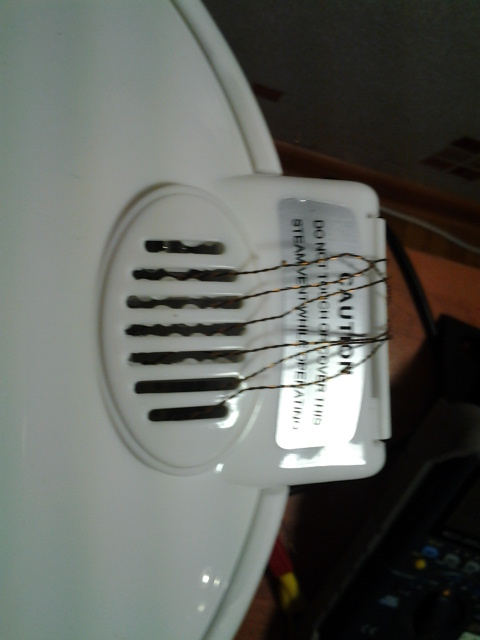 CAUTION
DO NOT TOUCH OR COVER THIS
STEAM VENT WHILE OPERATING